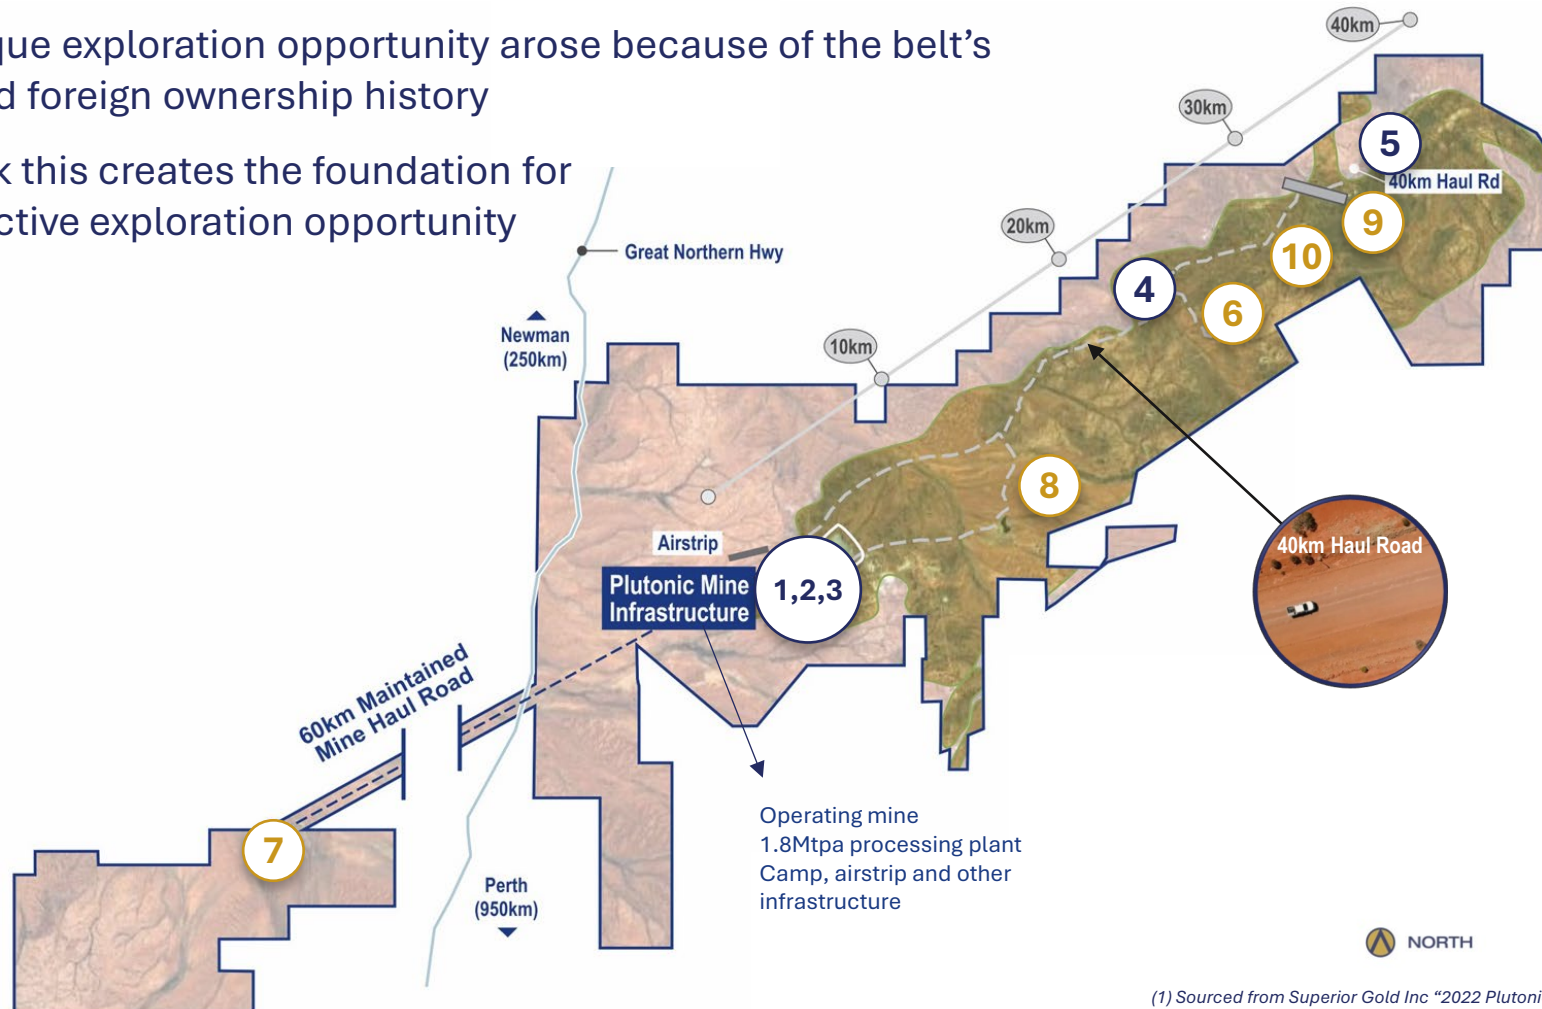 que exploration opportunity arose because of the belt’s
d foreign ownership history
k this creates the foundation for
ctive exploration opportunity
40km
30km
20km
10km
5
40km Haul Rd
9
10
4
6
Great Northern Hwy
Newman
(250km)
8
Airstrip
Plutonic Mine
Infrastructure
1,2,3
40km Haul Road
60km Maintained
Mine Haul Road
7
Operating mine
1.8Mtpa processing plant
Camp, airstrip and other
infrastructure
Perth
(950km)
NORTH
(1) Sourced from Superior Gold Inc “2022 Plutoni